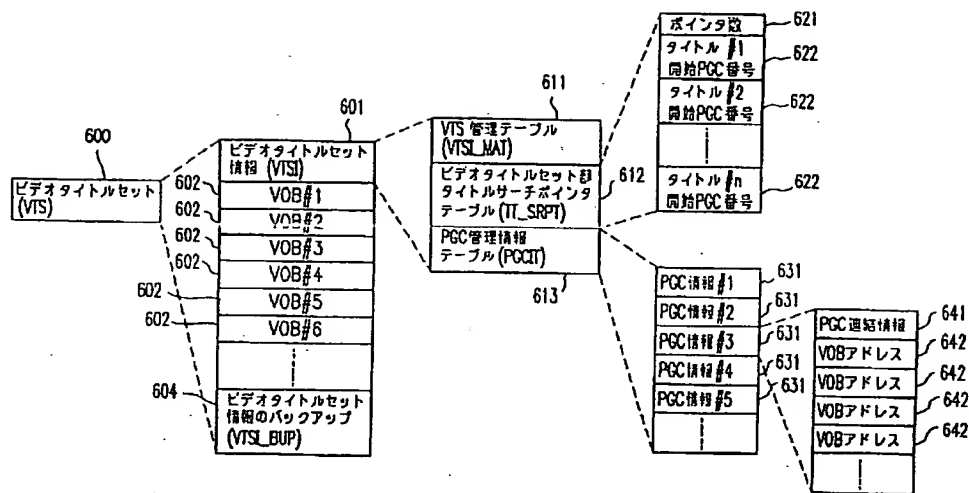 600
ビデオタイトルセット
(VTS)
601
ビデオタイトルセット
情報 (VTSI)
602
VOB#1
602
VOB#2
602
VOB#3
602
VOB#4
602
VOB#5
602
VOB#6
604
ビデオタイトルセット
情報のバックアップ
(VTSI_BUP)
611
VTS 管理テーブル
(VTSI_MAT)
ビデオタイトルセット部
タイトルサーチポインタ
テーブル (TT_SRPT)
612
PGC管理情報
テーブル (PGCIT)
613
ポインタ数
621
タイトル #1
開始PGC番号
622
タイトル #2
開始PGC番号
622
タイトル #n
開始PGC番号
622
PGC情報 #1
631
PGC情報 #2
631
PGC情報 #3
631
PGC情報 #4
631
PGC情報 #5
631
PGC連結情報
641
VOBアドレス
642
VOBアドレス
642
VOBアドレス
642
VOBアドレス
642